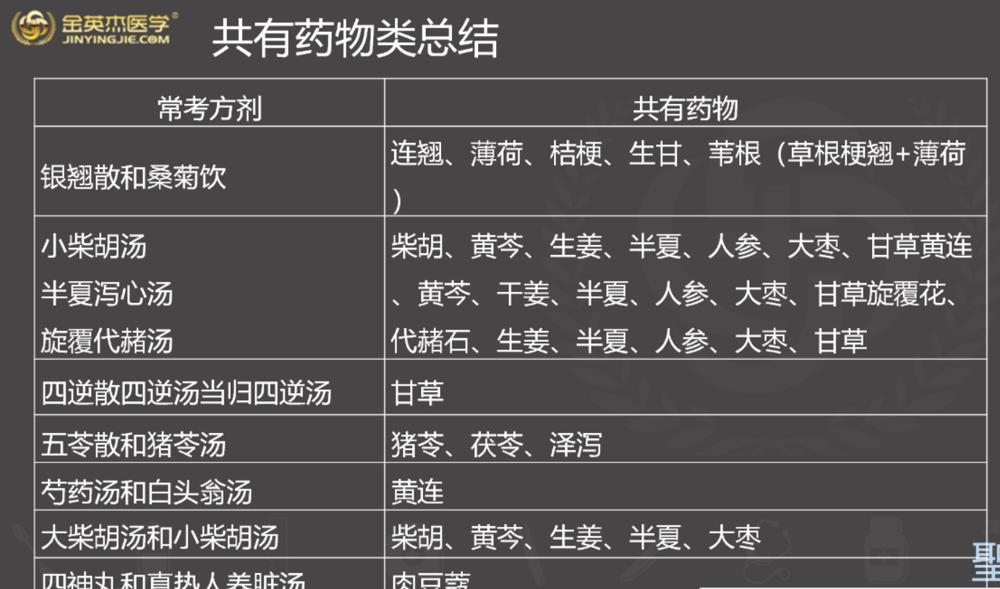 金英杰医学®
JINYINGJIE.COM
共有药物类总结
常考方剂
共有药物
银翘散和桑菊饮
连翘、薄荷、桔梗、生甘、苇根（草根梗翘+薄荷
）
小柴胡汤
半夏泻心汤
旋覆代赭汤
柴胡、黄芩、生姜、半夏、人参、大枣、甘草黄连
、黄芩、干姜、半夏、人参、大枣、甘草旋覆花、
代赭石、生姜、半夏、人参、大枣、甘草
四逆散四逆汤当归四逆汤
甘草
五苓散和猪苓汤
猪苓、茯苓、泽泻
芍药汤和白头翁汤
黄连
大柴胡汤和小柴胡汤
柴胡、黄芩、生姜、半夏、大枣
四神丸和真热人养脏汤
肉豆蔻